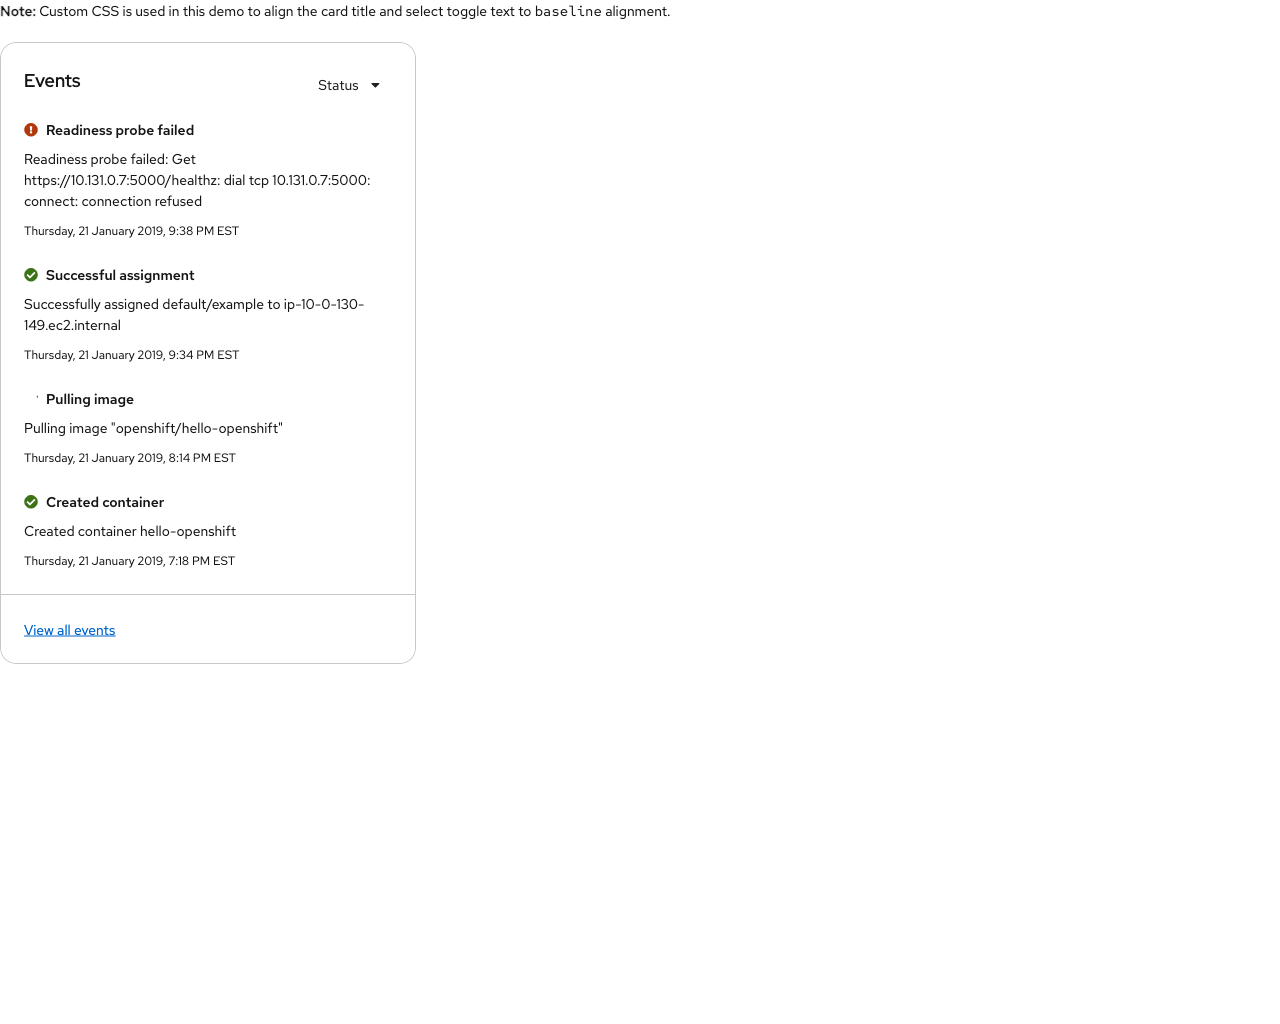 Note: Custom CSS is used in this demo to align the card title and select toggle text to baseline alignment.
Events
Status
Readiness probe failed
Readiness probe failed: Get
https://10.131.0.7:5000/healthz: dial tcp 10.131.0.7:5000:
connect: connection refused
Thursday, 21 January 2019, 9:38 PM EST
Successful assignment
Successfully assigned default/example to ip-10-0-130-
149.ec2.internal
Thursday, 21 January 2019, 9:34 PM EST
Pulling image
Pulling image "openshift/hello-openshift"
Thursday, 21 January 2019, 8:14 PM EST
Created container
Created container hello-openshift
Thursday, 21 January 2019, 7:18 PM EST
View all events